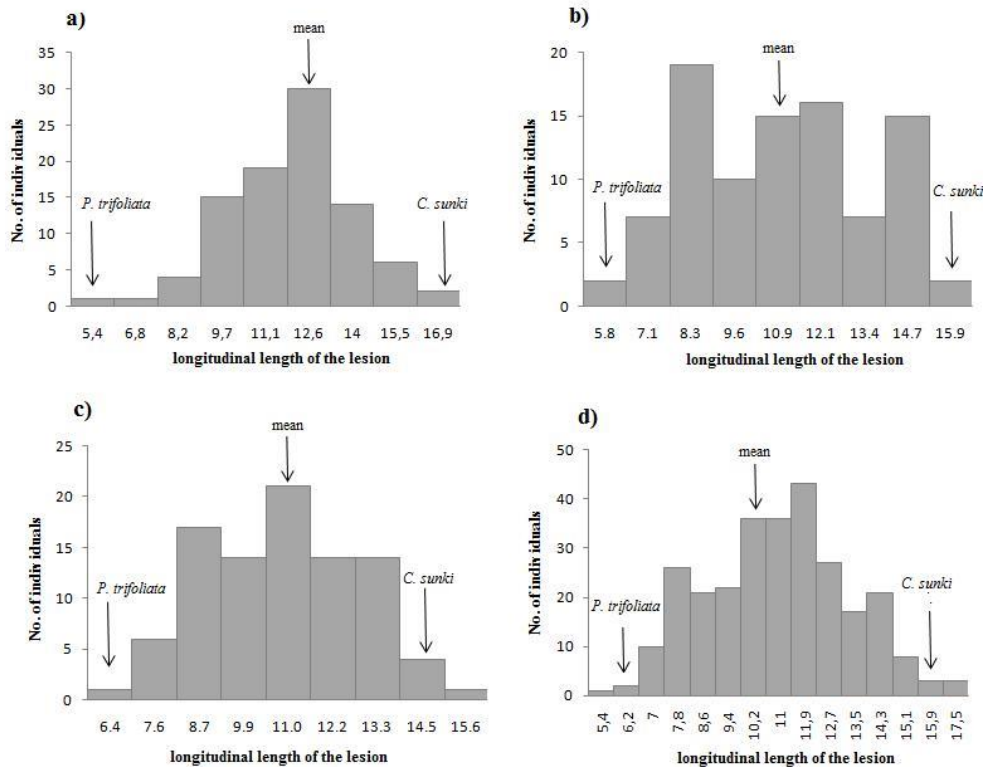 a)
mean
35
30
25
20
15
10
5
0
No. of individuals
P. trifoliata
C. sunki
5,4 6,8 8,2 9,7 11,1 12,6 14 15,5 16,9
longitudinal length of the lesion
b)
mean
20
15
10
5
0
No. of individuals
P. trifoliata
C. sunki
5.8 7.1 8.3 9.6 10.9 12.1 13.4 14.7 15.9
longitudinal length of the lesion
c)
mean
25
20
15
10
5
0
No. of individuals
P. trifoliata
C. sunki
6.4 7.6 8.7 9.9 11.0 12.2 13.3 14.5 15.6
longitudinal length of the lesion
d)
mean
50
40
30
20
10
0
No. of individuals
P. trifoliata
C. sunki
5,4 6,2 7 7,8 8,6 9,4 10,2 11 11,9 12,7 13,5 14,3 15,1 15,9 17,5
longitudinal length of the lesion